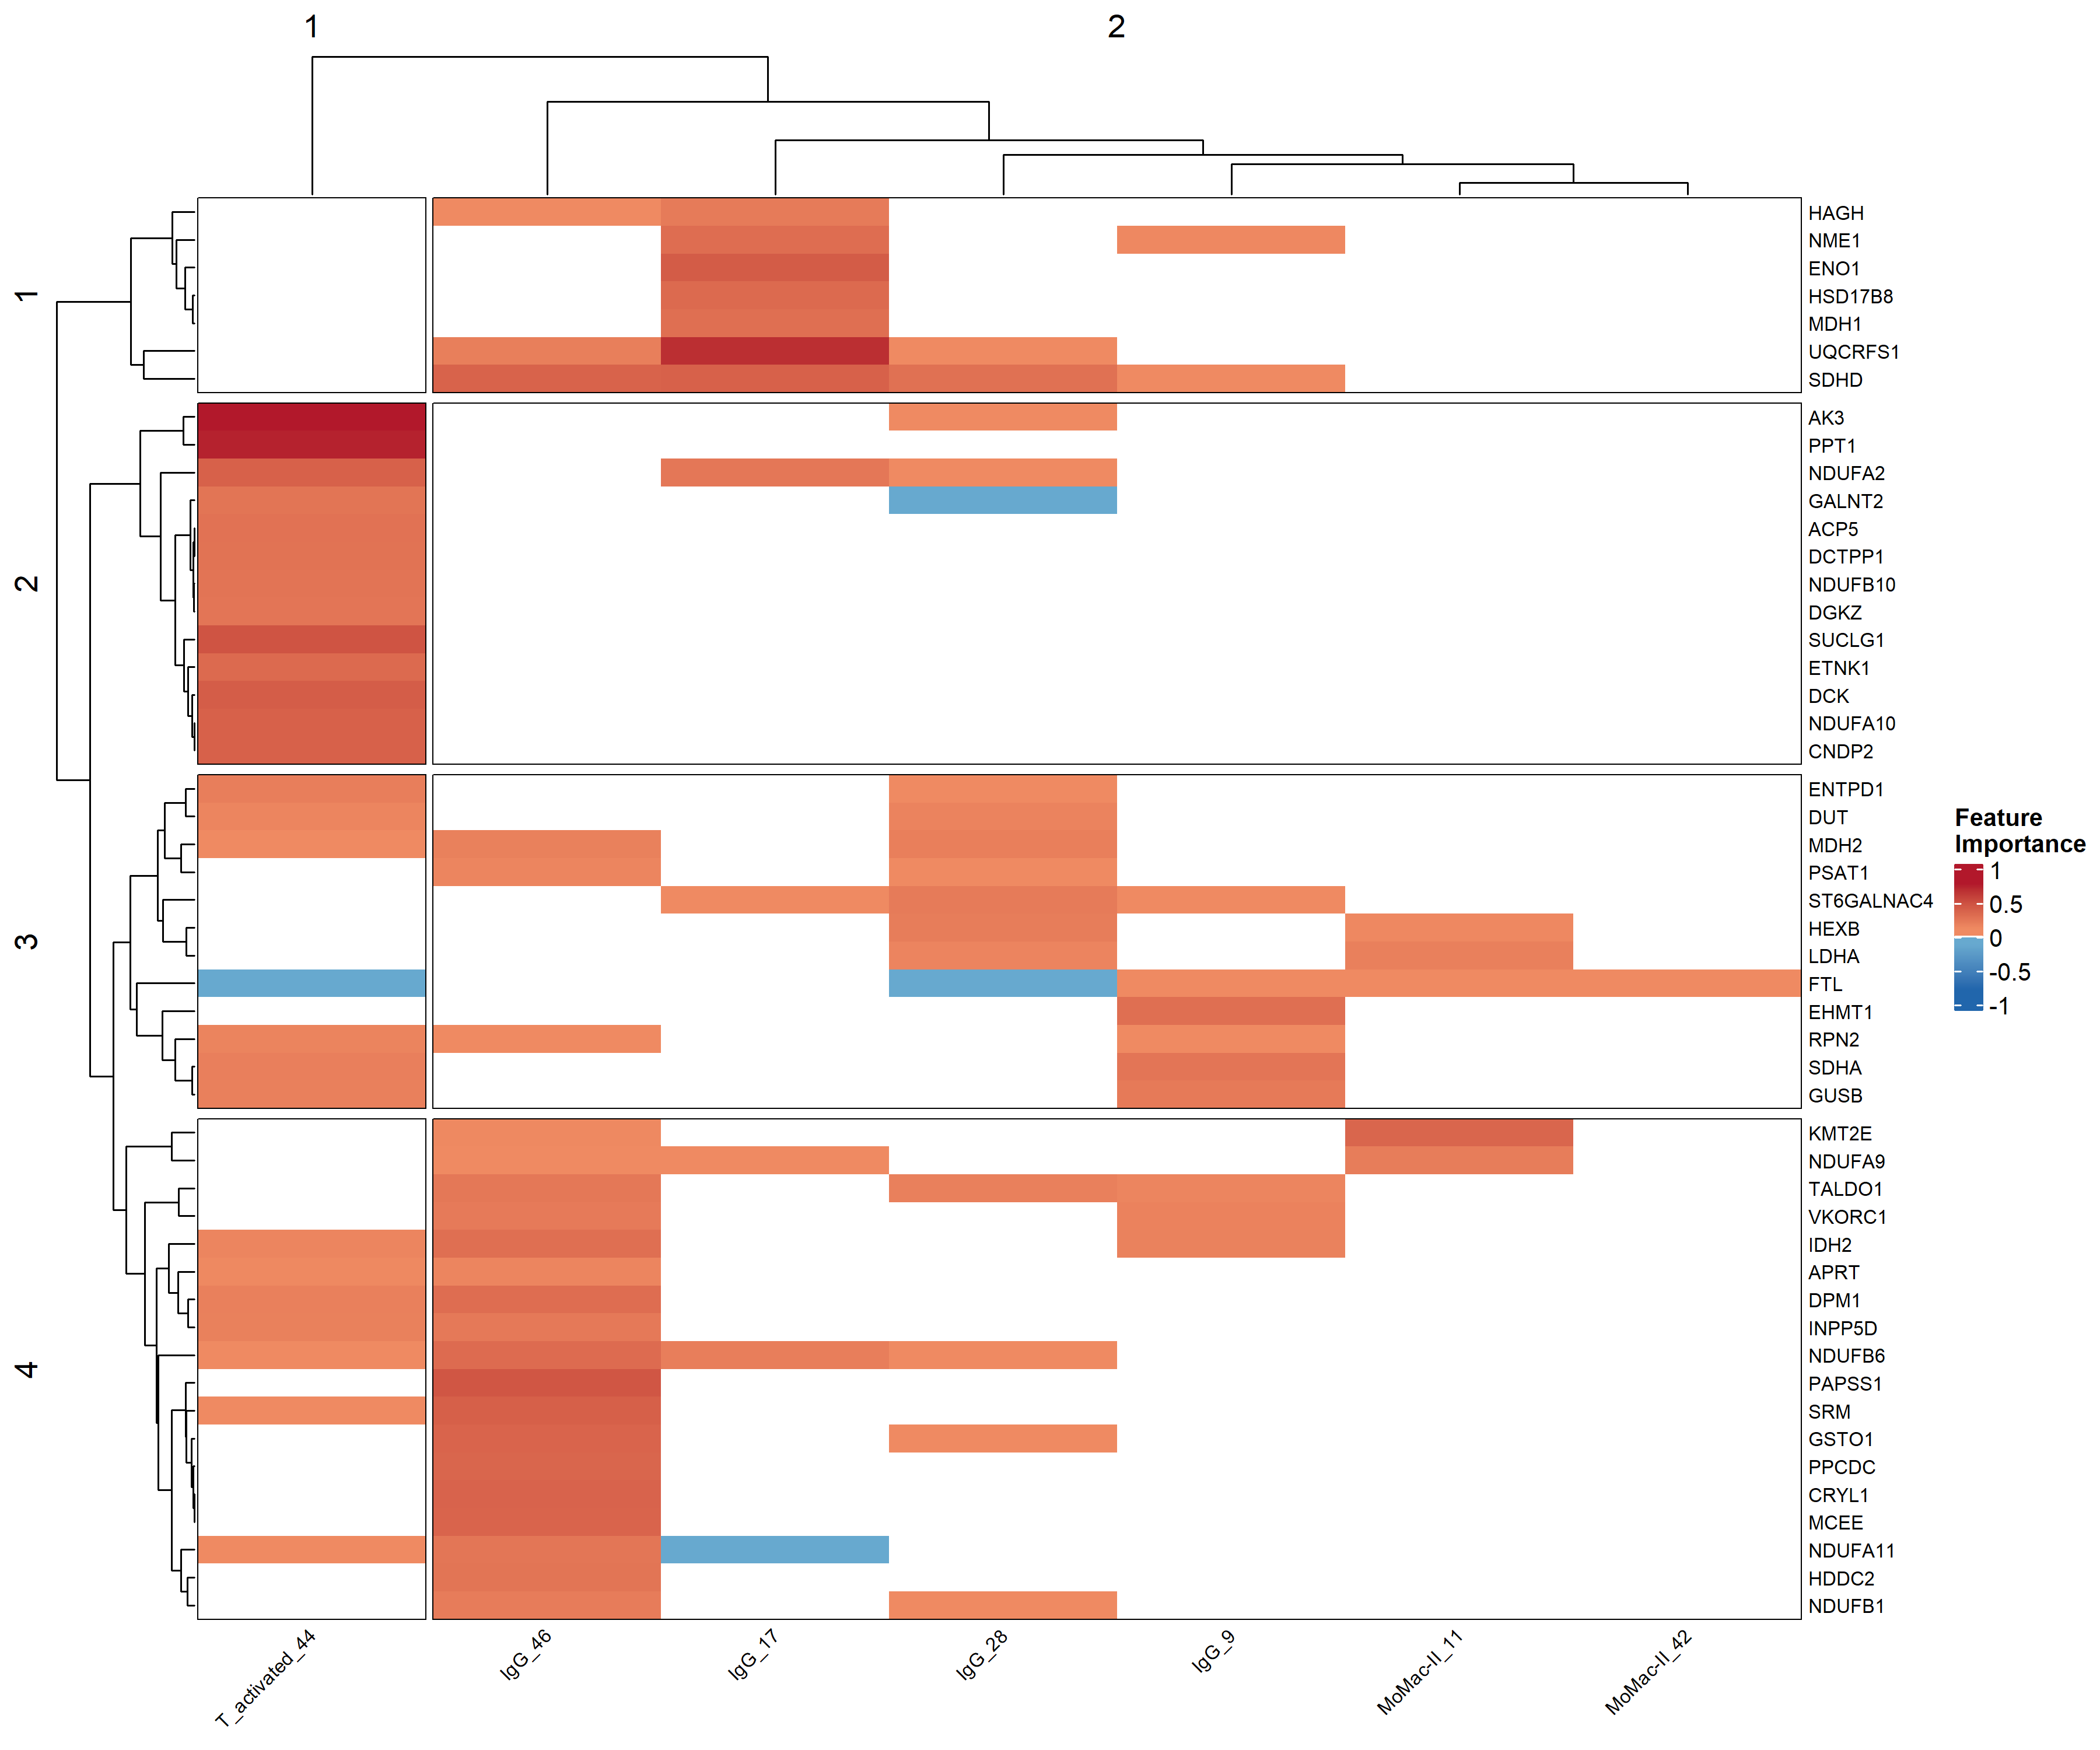 1
2
1
2
3
4
HAGH
NME1
ENO1
HSD17B8
MDH1
UQCRFS1
SDHD
AK3
PPT1
NDUFA2
GALNT2
ACP5
DCTPP1
NDUFB10
DGKZ
SUCLG1
ETNK1
DCK
NDUFA10
CNDP2
ENTPD1
DUT
MDH2
PSAT1
ST6GALNAC4
HEXB
LDHA
FTL
EHMT1
RPN2
SDHA
GUSB
KMT2E
NDUFA9
TALDO1
VKORC1
IDH2
APRT
DPM1
INPP5D
NDUFB6
PAPSS1
SRM
GSTO1
PPCDC
CRYL1
MCEE
NDUFA11
HDDC2
NDUFB1
Feature
Importance
1
0.5
0
-0.5
-1
T_activated_44
IgG_46
IgG_17
IgG_28
IgG_9
MoMac-II_11
MoMac-II_42